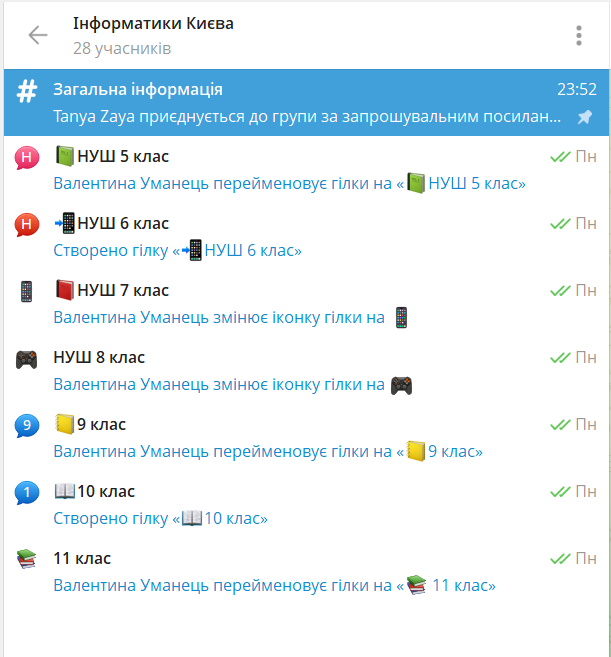 Інформатики Києва
28 учасників
# Загальна інформація 23:52
Tanya Zaya приєднується до групи за запрошувальним посилан...
Н 📗НУШ 5 клас Пн
Валентина Уманець перейменовує гілки на «📗НУШ 5 клас»
Н 📲НУШ 6 клас Пн
Створено гілку «📲НУШ 6 клас»
📕НУШ 7 клас Пн
Валентина Уманець змінює іконку гілки на 📱
НУШ 8 клас Пн
Валентина Уманець змінює іконку гілки на 🎮
9 📒9 клас Пн
Валентина Уманець перейменовує гілки на «📒9 клас»
1 📖10 клас Пн
Створено гілку «📖10 клас»
11 клас Пн
Валентина Уманець перейменовує гілки на «📚 11 клас»